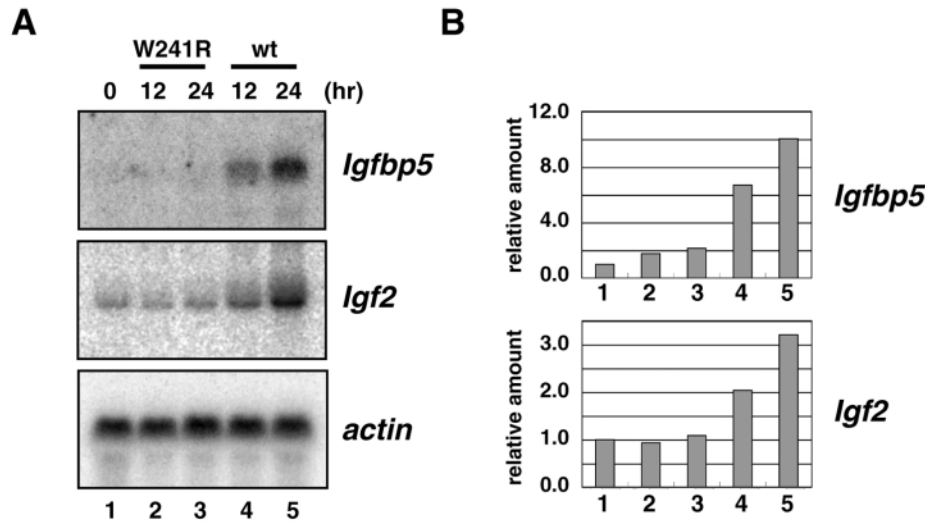 A
W241R wt
0 12 24 12 24 (hr)
Igfbp5
Igf2
actin
1 2 3 4 5
B
relative amount
12.0
8.0
4.0
0.0
1 2 3 4 5
Igfbp5
relative amount
3.0
2.0
1.0
0.0
1 2 3 4 5
Igf2